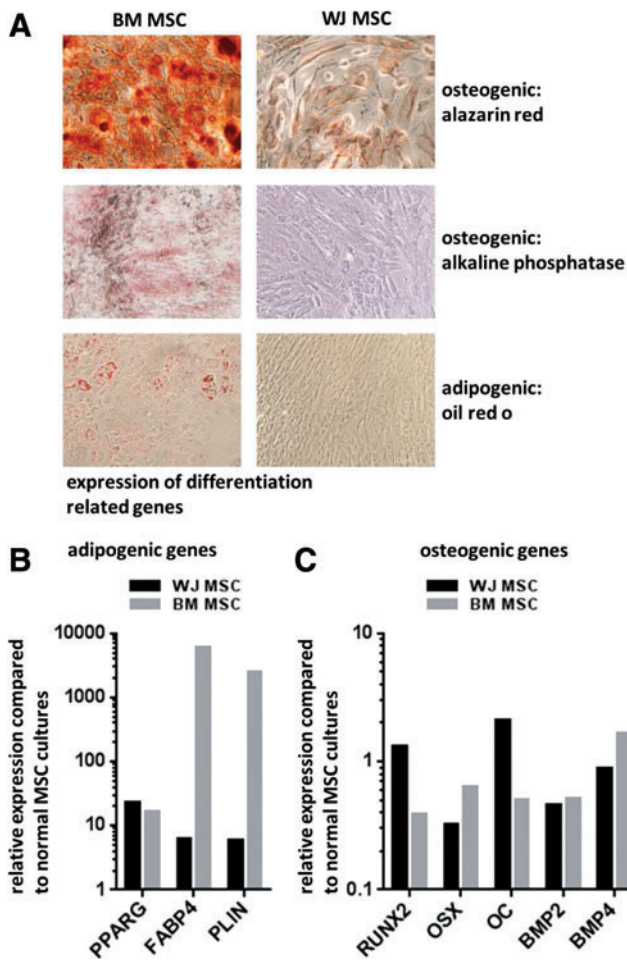 A
BM MSC
WJ MSC
osteogenic:
alazarin red
osteogenic:
alkaline phosphatase
adipogenic:
oil red o
expression of differentiation
related genes
B
adipogenic genes
WJ MSC
BM MSC
relative expression compared
to normal MSC cultures
10000
1000
100
10
1
PPARG
FABP4
PLIN
C
osteogenic genes
WJ MSC
BM MSC
relative expression compared
to normal MSC cultures
10
1
0.1
RUNX2
OSX
OC
BMP2
BMP4